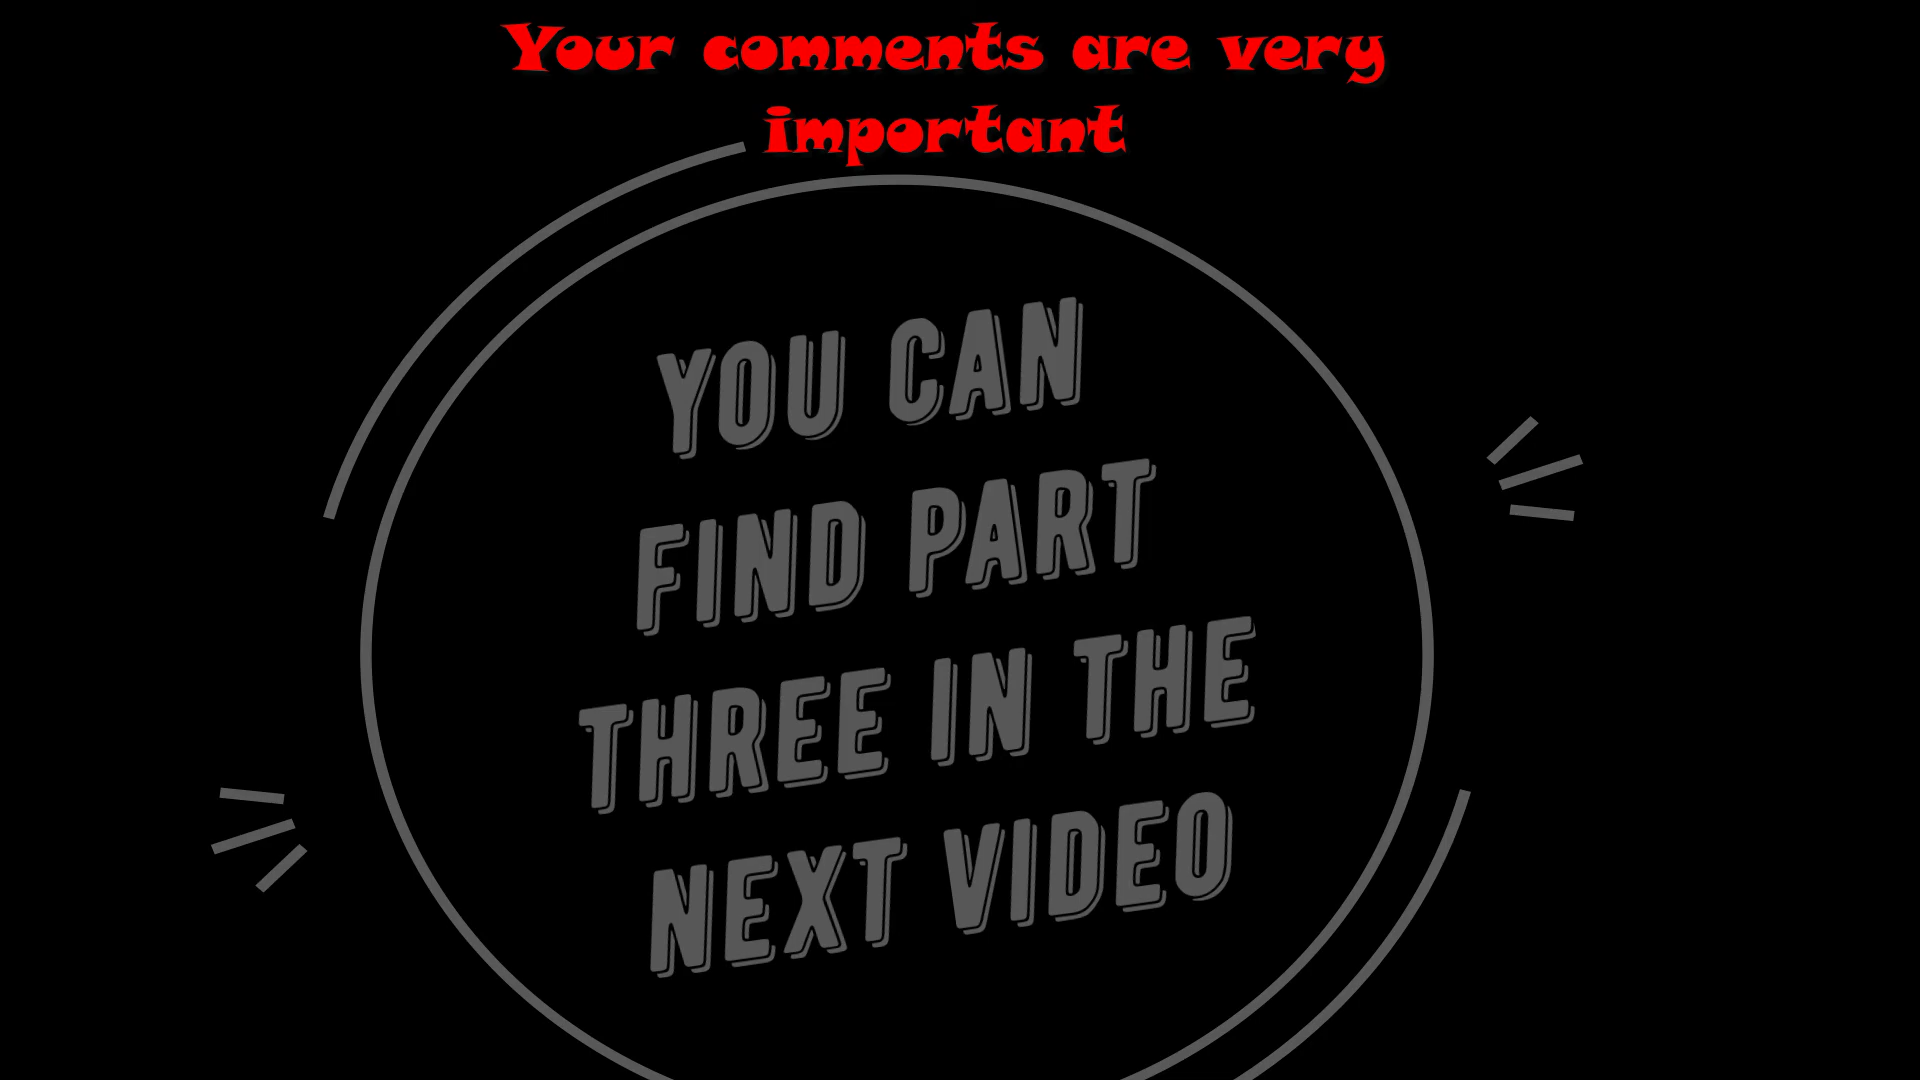 Your comments are very
important
YOU CAN
FIND PART
THREE IN THE
NEXT VIDEO